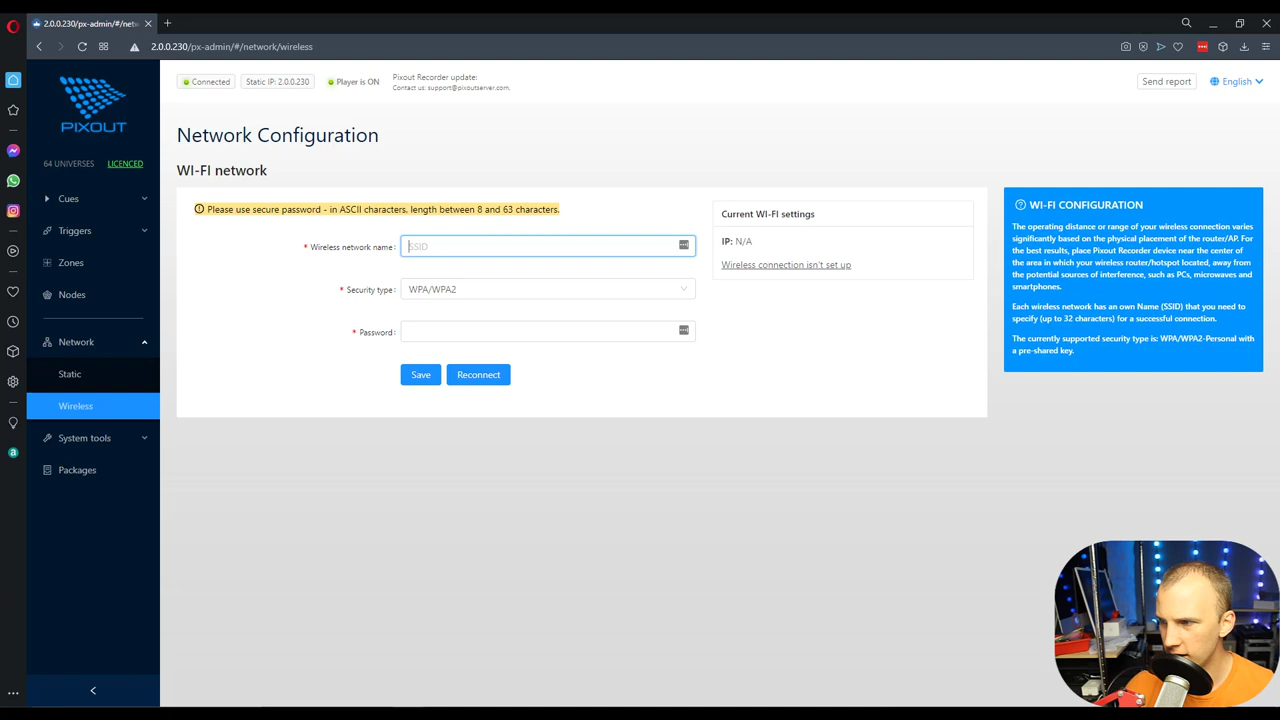 2.0.0.230/px-admin/#/netw
2.0.0.230/px-admin/#/network/wireless
PIXOUT
64 UNIVERSES LICENCED
Cues
Triggers
Zones
Nodes
Network
Static
Wireless
System tools
Packages
Connected
Static IP: 2.0.0.230
Player is ON
Pixout Recorder update:
Contact us: support@pixoutserver.com.
Send report
English
Network Configuration
WI-FI network
Please use secure password - in ASCII characters, length between 8 and 63 characters.
* Wireless network name : SSID
* Security type : WPA/WPA2
* Password :
Save Reconnect
Current WI-FI settings
IP: N/A
Wireless connection isn't set up
WI-FI CONFIGURATION
The operating distance or range of your wireless connection varies
significantly based on the physical placement of the router/AP. For
the best results, place Pixout Recorder device near the center of
the area in which your wireless router/hotspot located, away from
the potential sources of interference, such as PCs, microwaves and
smartphones.
Each wireless network has an own Name (SSID) that you need to
specify (up to 32 characters) for a successful connection.
The currently supported security type is: WPA/WPA2-Personal with
a pre-shared key.